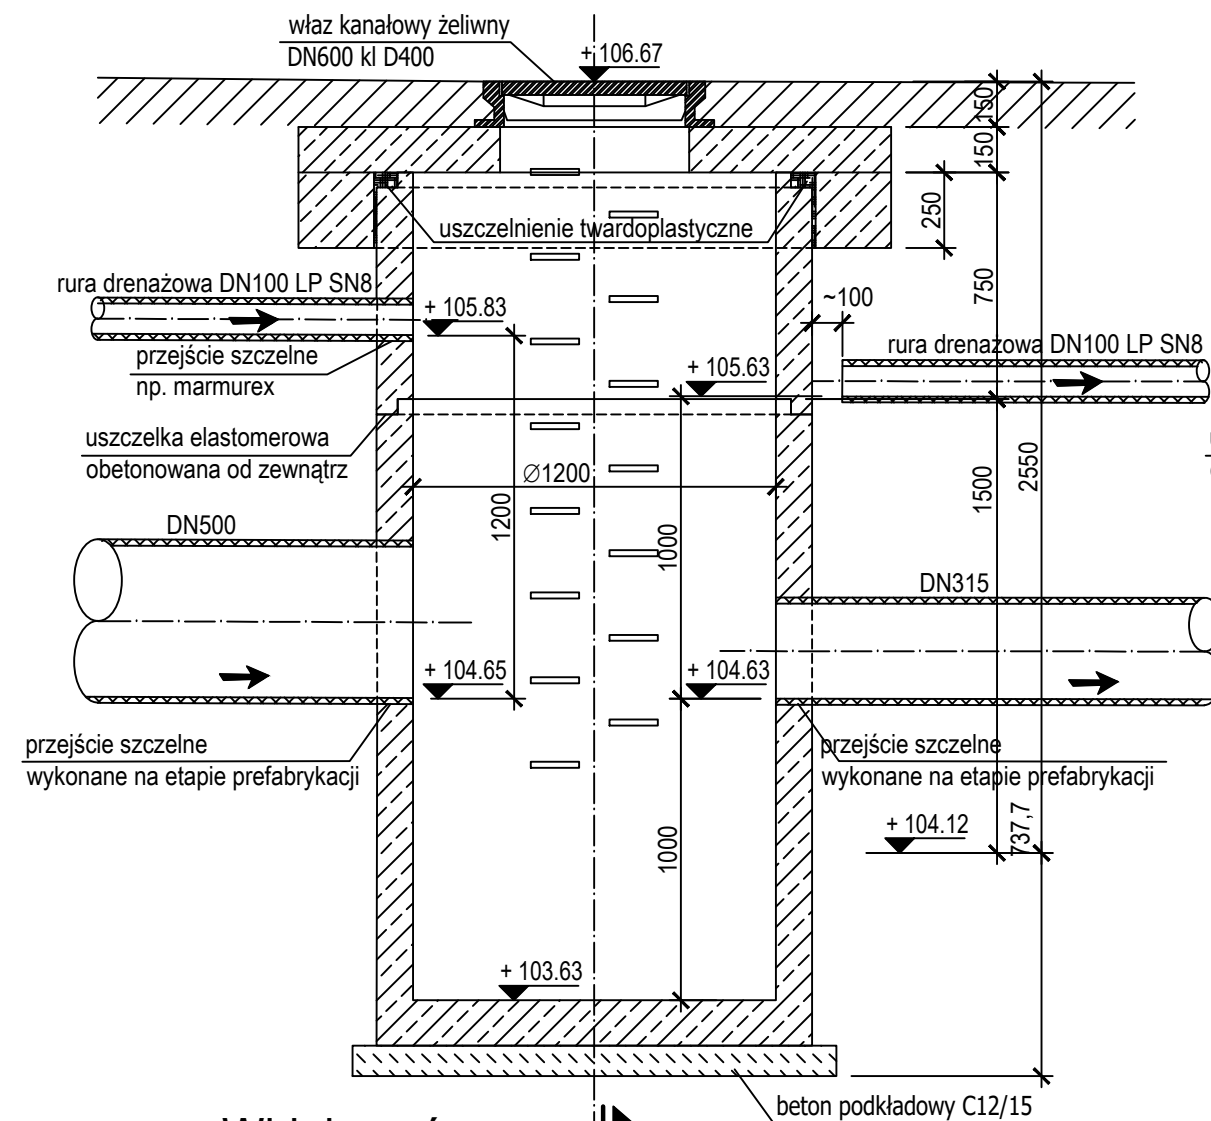 właz kanałowy żeliwny
DN600 kl D400
+ 106.67
150
150
250
uszczelnienie twardoplastyczne
rura drenażowa DN100 LP SN8
+ 105.83
~100
750
przejście szczelne
np. marmurex
rura drenażowa DN100 LP SN8
+ 105.63
uszczelka elastomerowa
obetonowana od zewnątrz
∅1200
1200
1000
1500
2550
DN500
DN315
+ 104.65
+ 104.63
przejście szczelne
wykonane na etapie prefabrykacji
przejście szczelne
wykonane na etapie prefabrykacji
+ 104.12
737,7
1000
+ 103.63
beton podkładowy C12/15